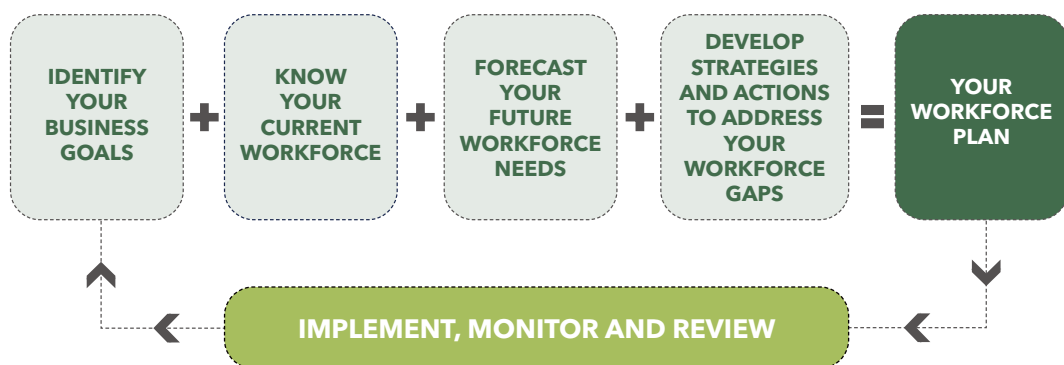 IDENTIFY
YOUR
BUSINESS
GOALS
+
KNOW
YOUR
CURRENT
WORKFORCE
+
FORECAST
YOUR
FUTURE
WORKFORCE
NEEDS
+
DEVELOP
STRATEGIES
AND ACTIONS
TO ADDRESS
YOUR
WORKFORCE
GAPS
=
YOUR
WORKFORCE
PLAN
IMPLEMENT, MONITOR AND REVIEW